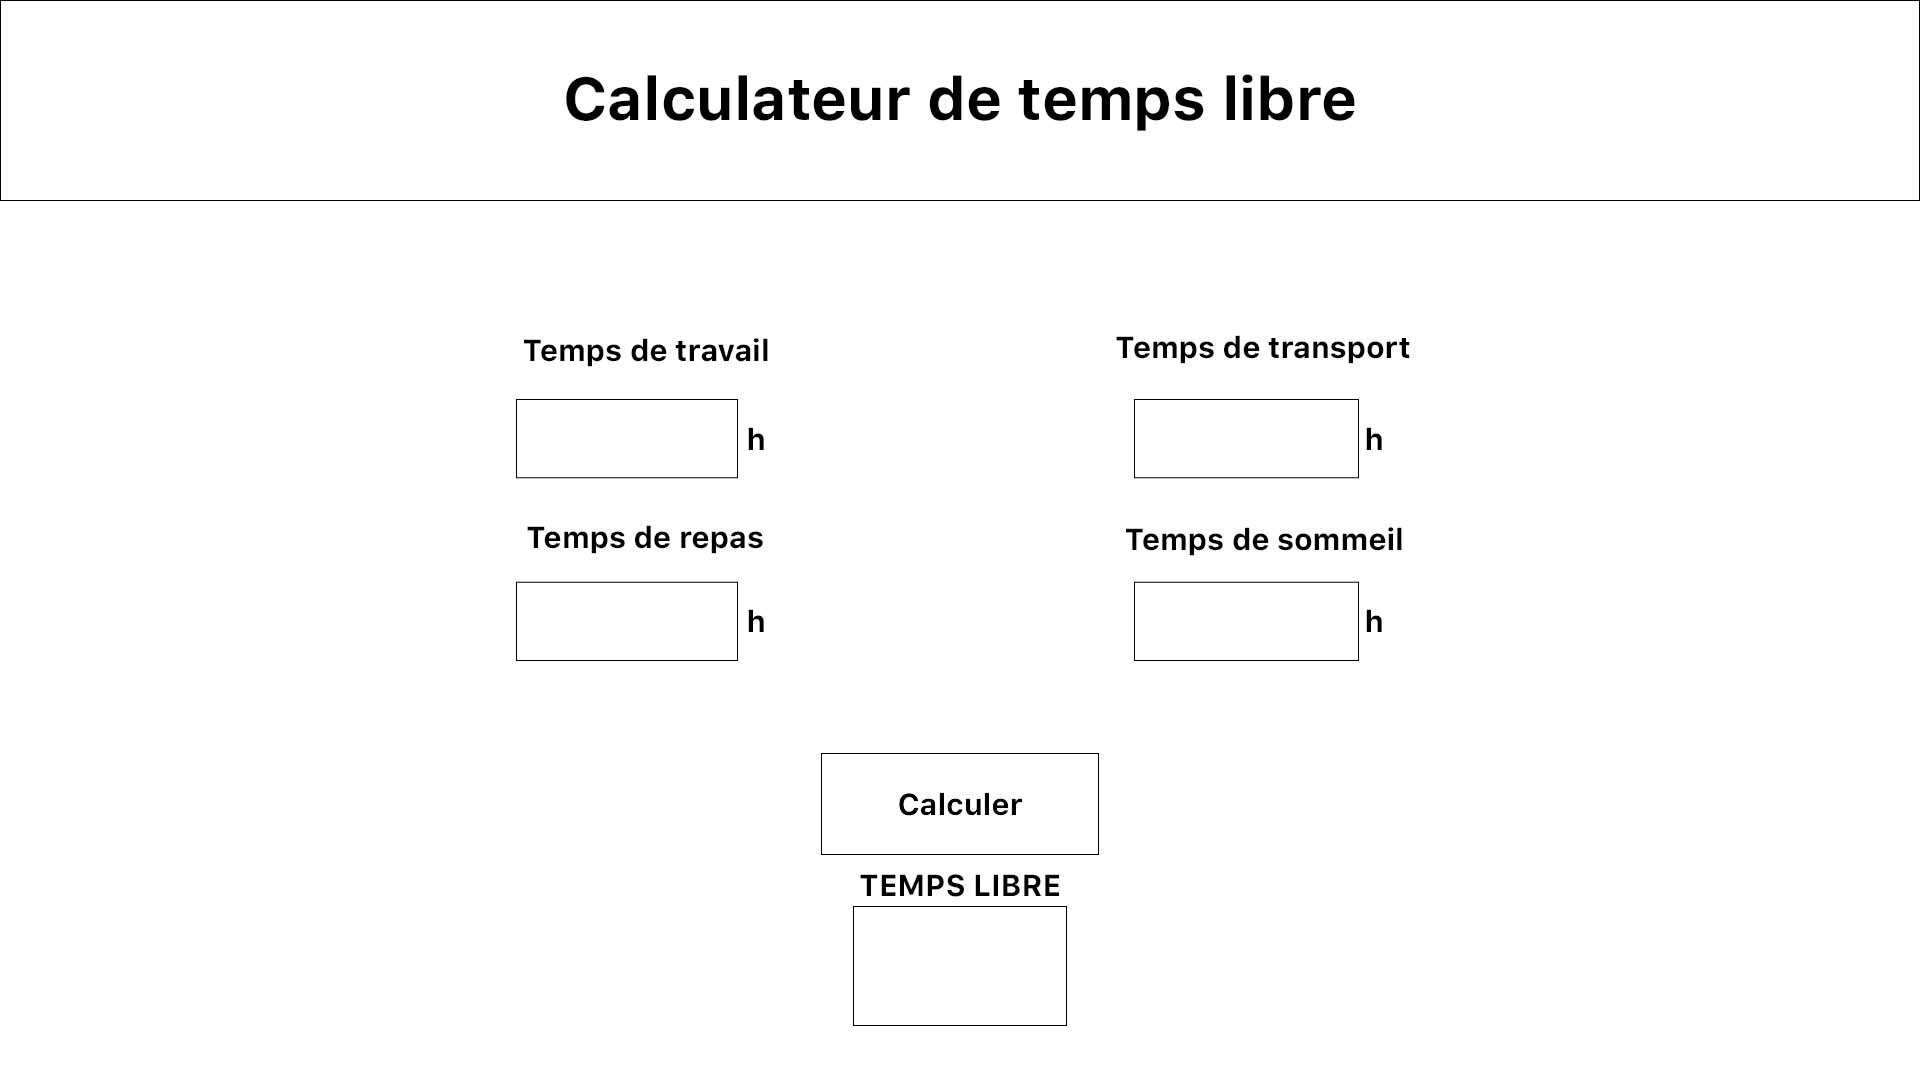 Calculateur de temps libre
Temps de travail
Temps de transport
h
h
Temps de repas
Temps de sommeil
h
h
Calculer
TEMPS LIBRE